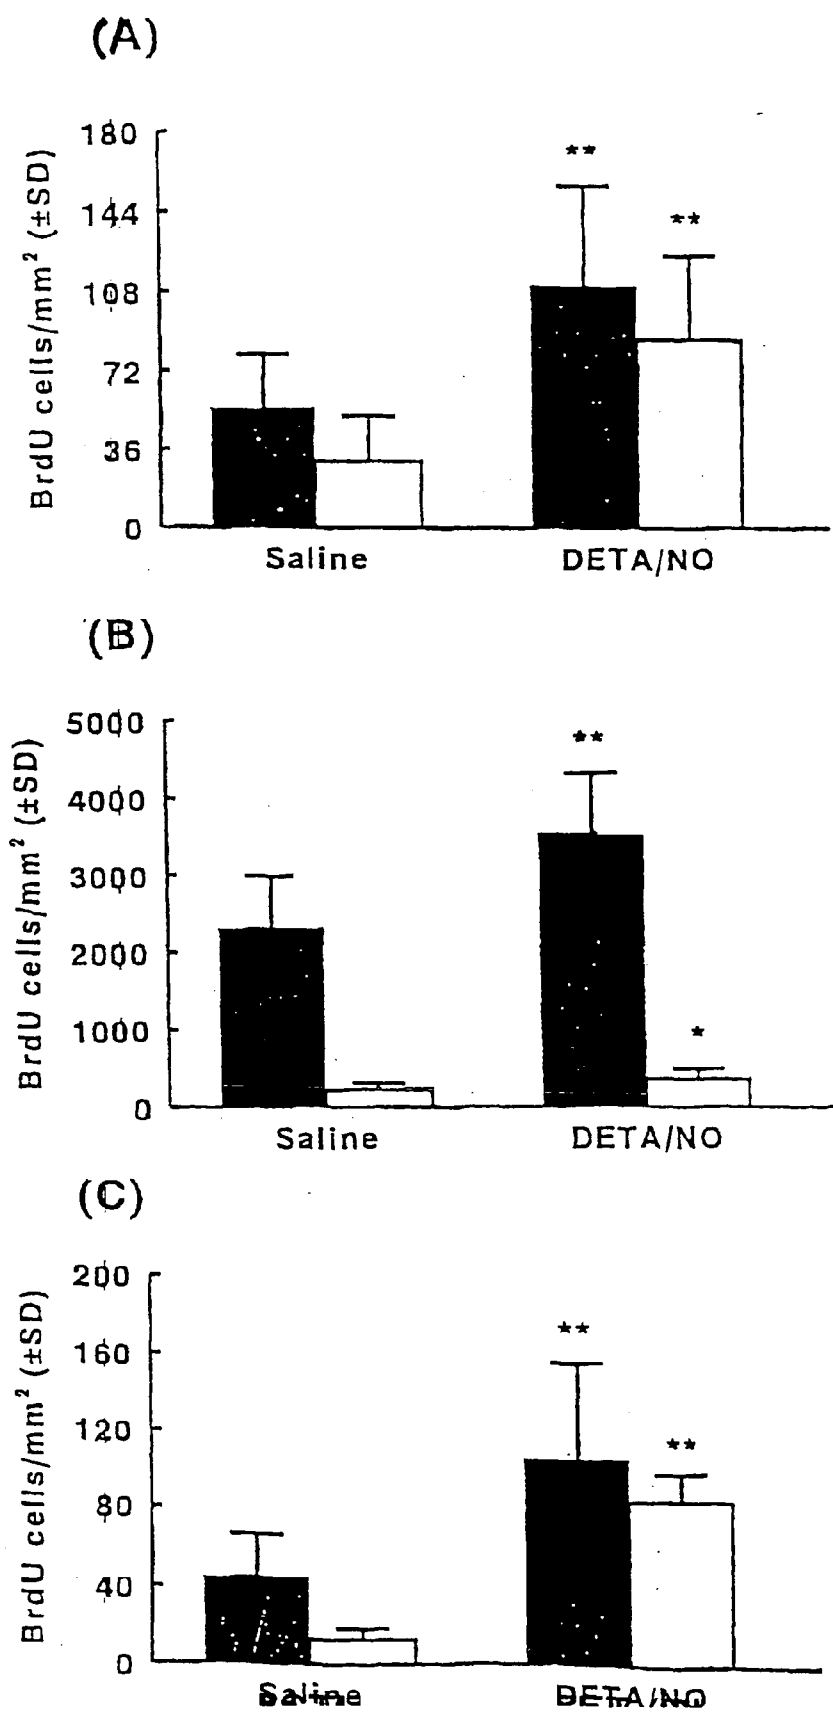 (A)
BrdU cells/mm² (±SD)
180
144
108
72
36
0
**
**
Saline DETA/NO
(B)
BrdU cells/mm² (±SD)
5000
4000
3000
2000
1000
0
**
*
Saline DETA/NO
(C)
BrdU cells/mm² (±SD)
200
160
120
80
40
0
**
**
Saline DETA/NO